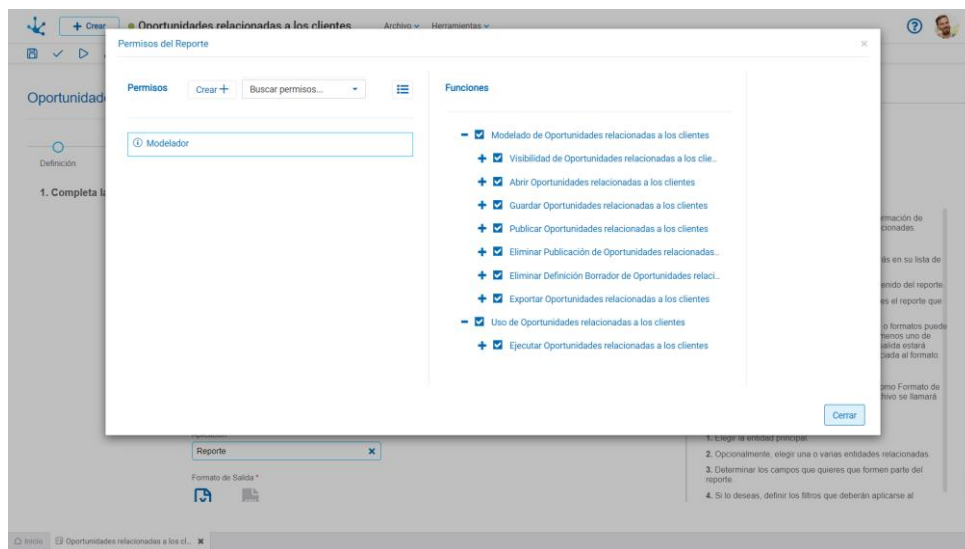 + Crear
Oportunidades relacionadas a los clientes
Archivo
Herramientas
Permisos del Reporte
Oportunidad
Permisos
Crear +
Buscar permisos...
Funciones
Modelador
Definición
1. Completa la
Modelado de Oportunidades relacionadas a los clientes
Visibilidad de Oportunidades relacionadas a los clie..
Abrir Oportunidades relacionadas a los clientes
Guardar Oportunidades relacionadas a los clientes
Publicar Oportunidades relacionadas a los clientes
Eliminar Publicación de Oportunidades relacionadas..
Eliminar Definición Borrador de Oportunidades relaci..
Exportar Oportunidades relacionadas a los clientes
Uso de Oportunidades relacionadas a los clientes
Ejecutar Oportunidades relacionadas a los clientes
rmación de
cionadas.
ás en su lista de
enido del reporte
es el reporte que
o formatos puede
menos uno de
salida estará
ciada al formato.
omo Formato de
hivo se llamará
Cerrar
Reporte
Formato de Salida *
1. Elegir la entidad principal.
2. Opcionalmente, elegir una o varias entidades relacionadas.
3. Determinar los campos que quieres que formen parte del
reporte
4. Si lo deseas, definir los filtros que deberán aplicarse al
Inicio
Oportunidades relacionadas a los cl..